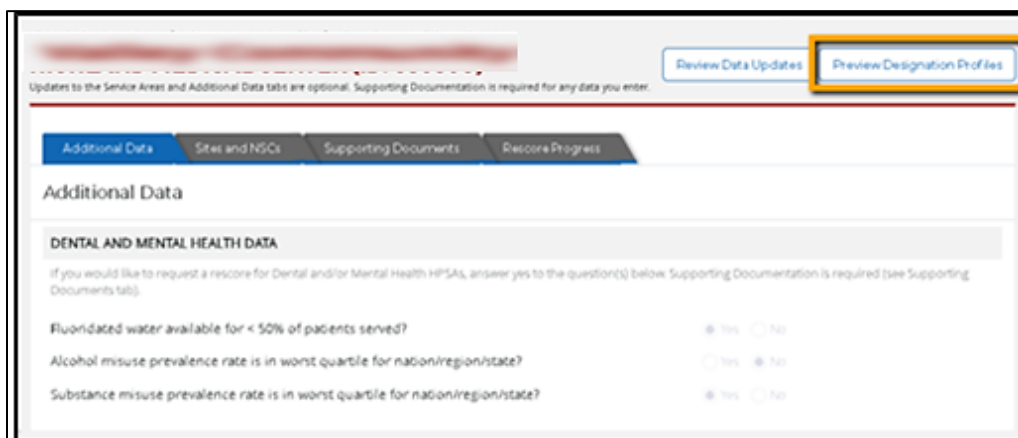 Review Data Updates
Preview Designation Profiles
Updates to the Service Areas and Additional Data tabs are optional. Supporting Documentation is required for any data you enter.
Additional Data
Sites and NSCs
Supporting Documents
Rescore Progress
Additional Data
DENTAL AND MENTAL HEALTH DATA
If you would like to request a rescore for Dental and/or Mental Health HPSAs, answer yes to the question(s) below. Supporting Documentation is required (see Supporting
Documents tab).
Fluoridated water available for < 50% of patients served?
Yes No
Alcohol misuse prevalence rate is in worst quartile for nation/region/state?
Yes No
Substance misuse prevalence rate is in worst quartile for nation/region/state?
Yes No